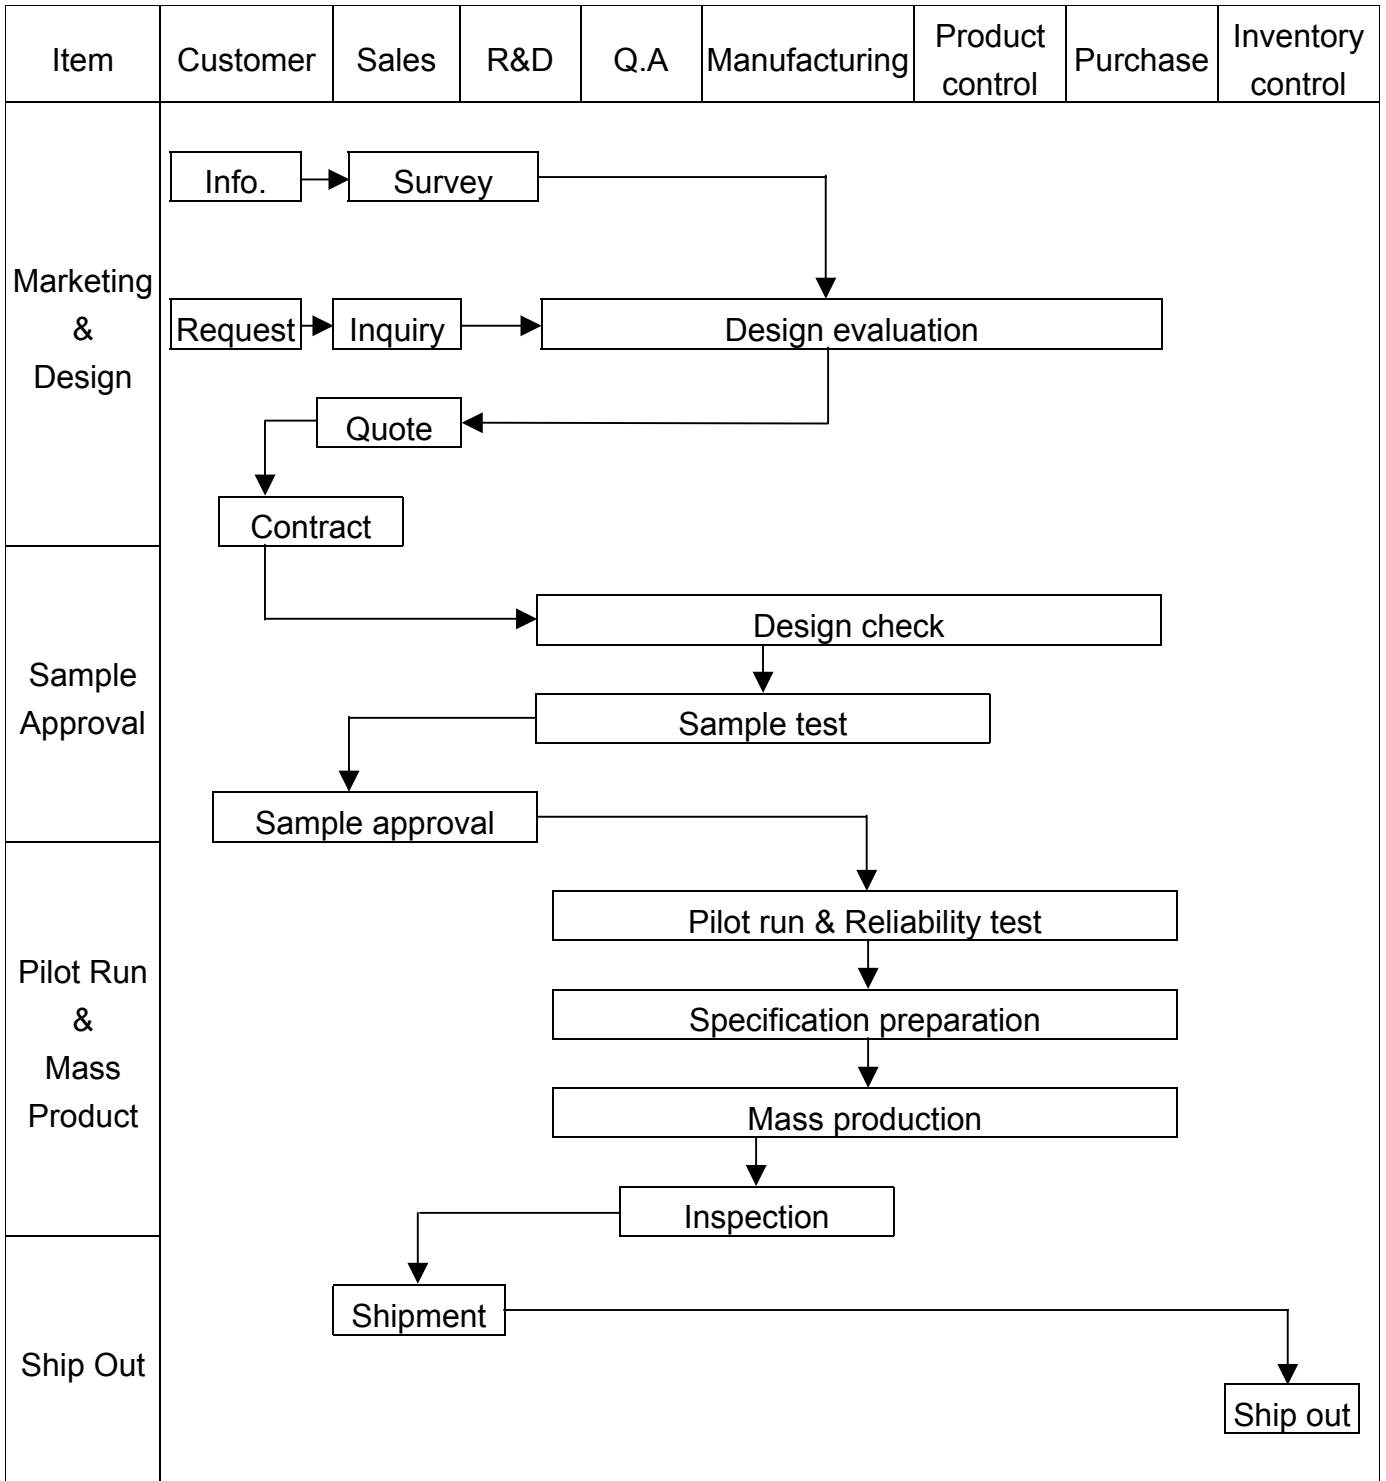 Item
Customer
Sales
R&D
Q.A
Manufacturing
Product
control
Purchase
Inventory
control
Marketing
&
Design
Info.
Survey
Request
Inquiry
Design evaluation
Quote
Contract
Sample
Approval
Design check
Sample test
Sample approval
Pilot Run
&
Mass
Product
Pilot run & Reliability test
Specification preparation
Mass production
Inspection
Ship Out
Shipment
Ship out